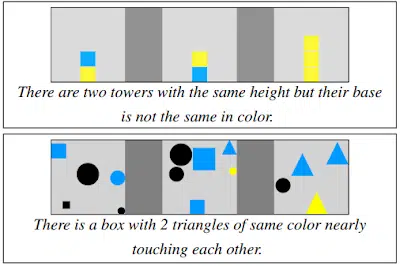 There are two towers with the same height but their base
is not the same in color.
There is a box with 2 triangles of same color nearly
touching each other.